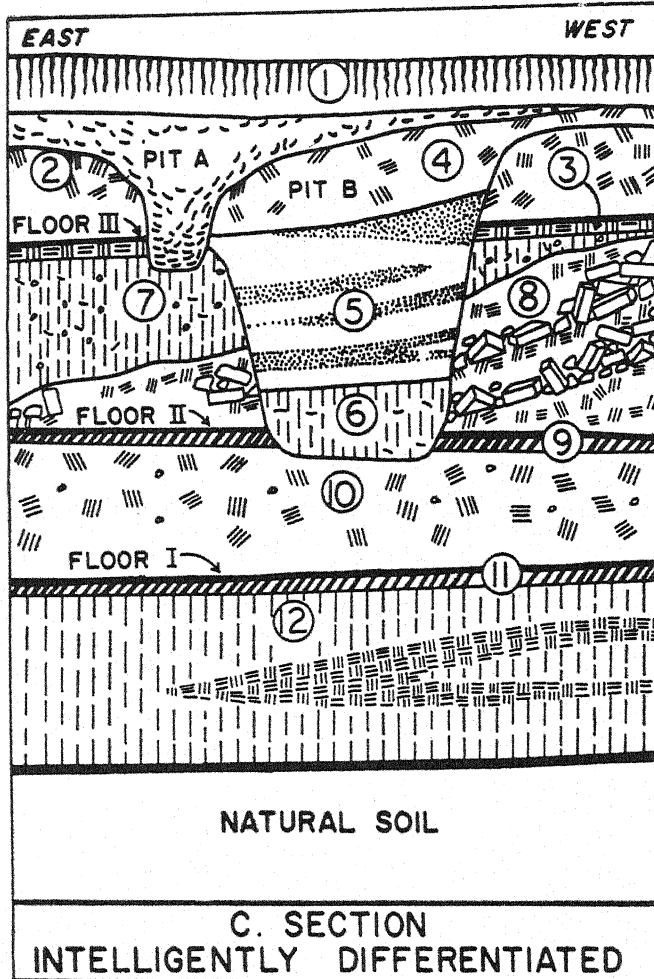 EAST WEST
1
PIT A
2
4
3
PIT B
FLOOR III
7
8
5
6
FLOOR II
9
10
FLOOR I
11
12
NATURAL SOIL
C. SECTION
INTELLIGENTLY DIFFERENTIATED